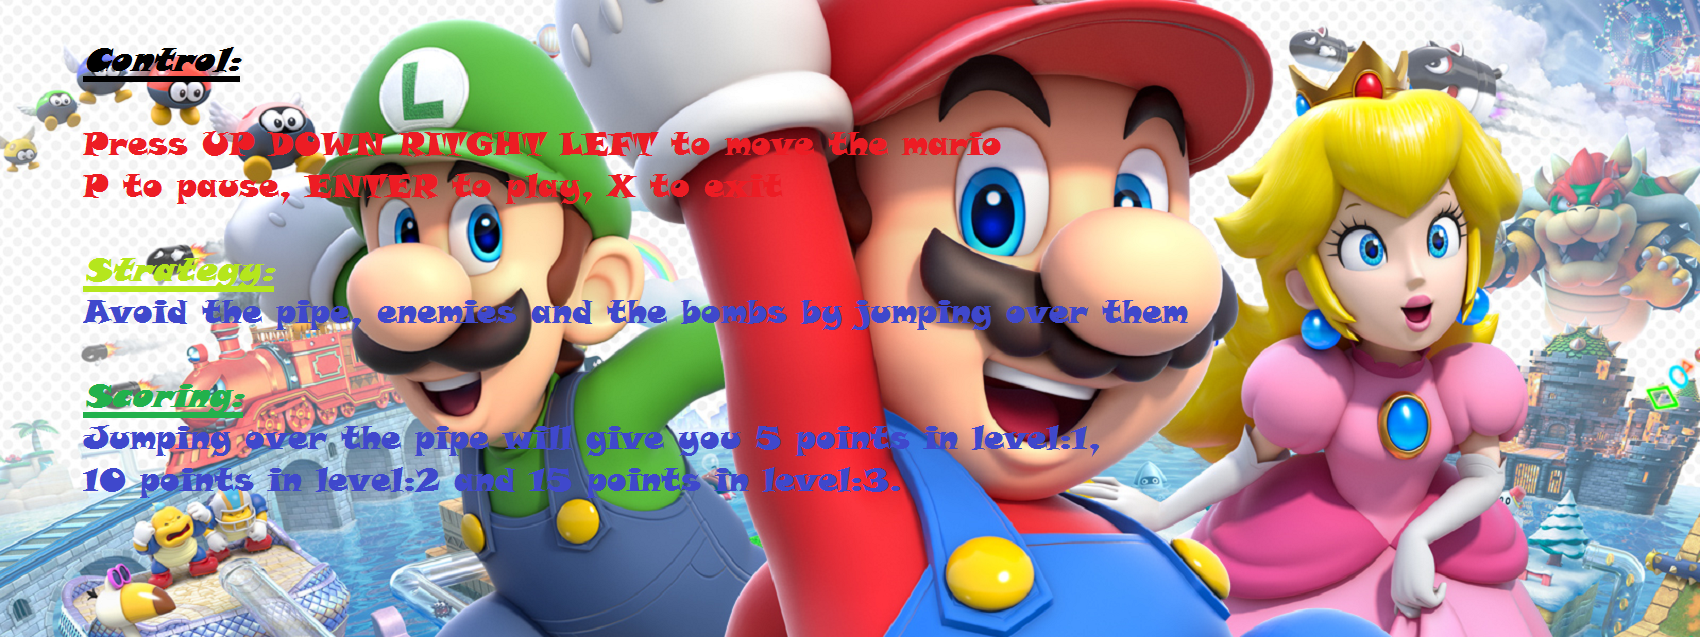 Control:
L
Press UP DOWN RITGHT LEFT to move the mario
P to pause, ENTER to play, X to exit
Strategy:
Avoid the pipe, enemies and the bombs by jumping over them
Scoring:
Jumping over the pipe will give you 5 points in level:1,
10 points in level:2 and 15 points in level:3.